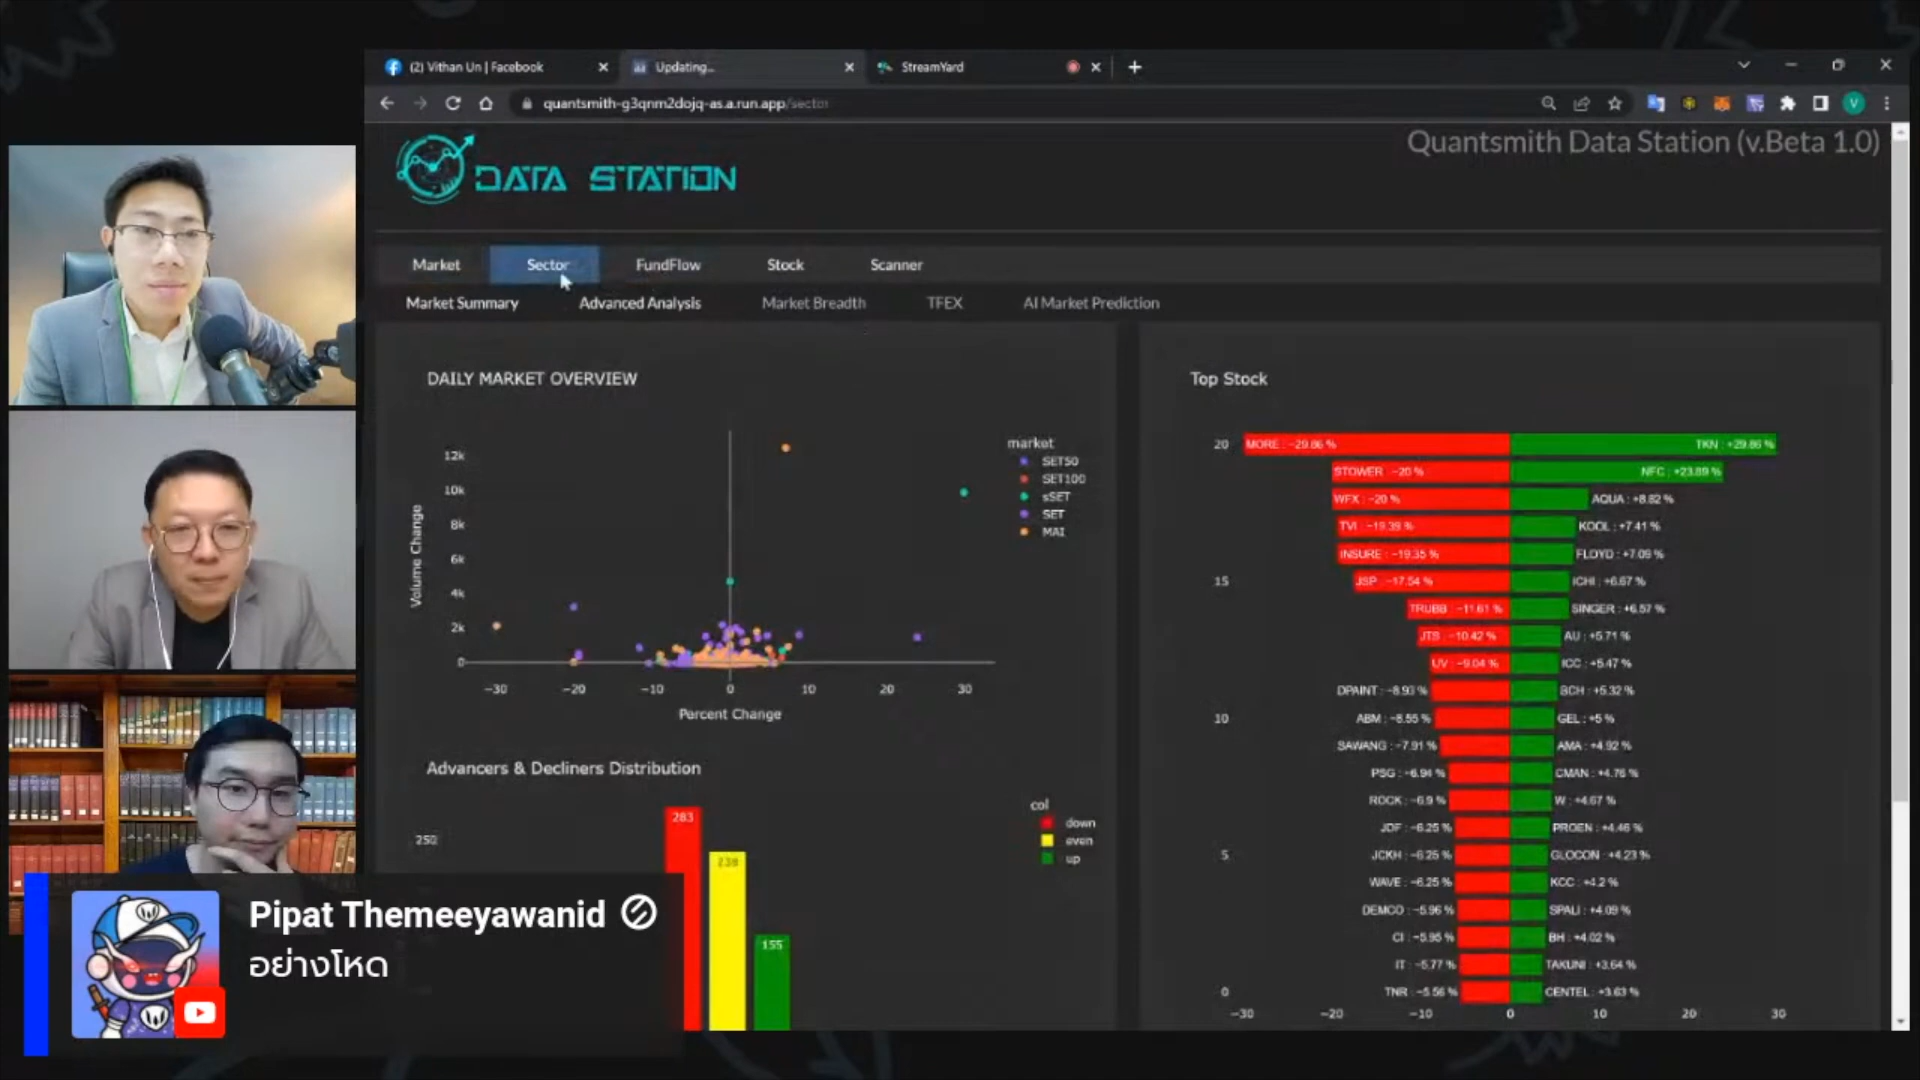 (2) Vithan Un | Facebook
Updating...
StreamYard
quantsmith-g3qnm2dojq-as.a.run.app/sector
DATA STATION
Quantsmith Data Station (v.Beta 1.0)
Market
Sector
FundFlow
Stock
Scanner
Market Summary
Advanced Analysis
Market Breadth
TFEX
AI Market Prediction
DAILY MARKET OVERVIEW
Volume Change
12k
10k
8k
6k
4k
2k
0
−30
−20
−10
0
10
20
30
Percent Change
market
SET50
SET100
sSET
SET
MAI
Advancers & Decliners Distribution
250
283
238
155
col
down
even
up
Top Stock
20
15
10
5
0
MORE : −29.86 % TKN : +29.86 %
STOWER : −20 % NFC : +23.89 %
WFX : −20 % AQUA : +8.82 %
TVI : −19.39 % KOOL : +7.41 %
INSURE : −19.35 % FLOYD : +7.09 %
JSP : −17.54 % ICHI : +6.67 %
TRUBB : −11.61 % SINGER : +6.57 %
JTS : −10.42 % AU : +5.71 %
UV : −9.04 % ICC : +5.47 %
DPAINT : −8.93 % BCH : +5.32 %
ABM : −8.55 % GEL : +5 %
SAWANG : −7.91 % AMA : +4.92 %
PSG : −6.94 % CMAN : +4.76 %
ROCK : −6.9 % W : +4.67 %
JDF : −6.25 % PROEN : +4.46 %
JCKH : −6.25 % GLOCON : +4.23 %
WAVE : −6.25 % KCC : +4.2 %
DEMCO : −5.96 % SPALI : +4.09 %
CI : −5.95 % BH : +4.02 %
IT : −5.77 % TAKUNI : +3.64 %
TNR : −5.56 % CENTEL : +3.63 %
−30
−20
−10
0
10
20
30
Pipat Themeeyawanid
อย่างโหด